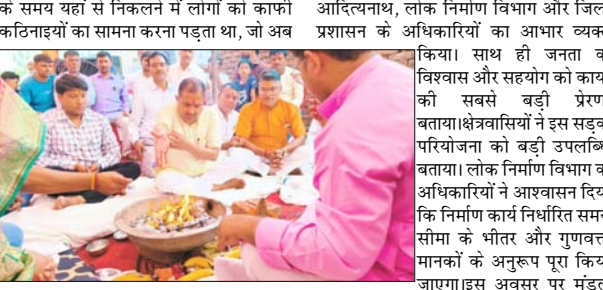 के समय यहां से निकलने में लोगों को काफी
कठिनाइयों का सामना करना पड़ता था, जो अब
आदित्यनाथ, लोक निर्माण विभाग और जिल
प्रशासन के अधिकारियों का आभार व्यक्
किया। साथ ही जनता क
विश्वास और सहयोग को काय
की सबसे बड़ी प्रेरण
बताया।क्षेत्रवासियों ने इस सड़क
परियोजना को बड़ी उपलब्धि
बताया। लोक निर्माण विभाग क
अधिकारियों ने आश्वासन दिय
कि निर्माण कार्य निर्धारित समय
सीमा के भीतर और गुणवत्त
मानकों के अनुरूप पूरा किय
जाएगा।इस अवसर पर मंडल